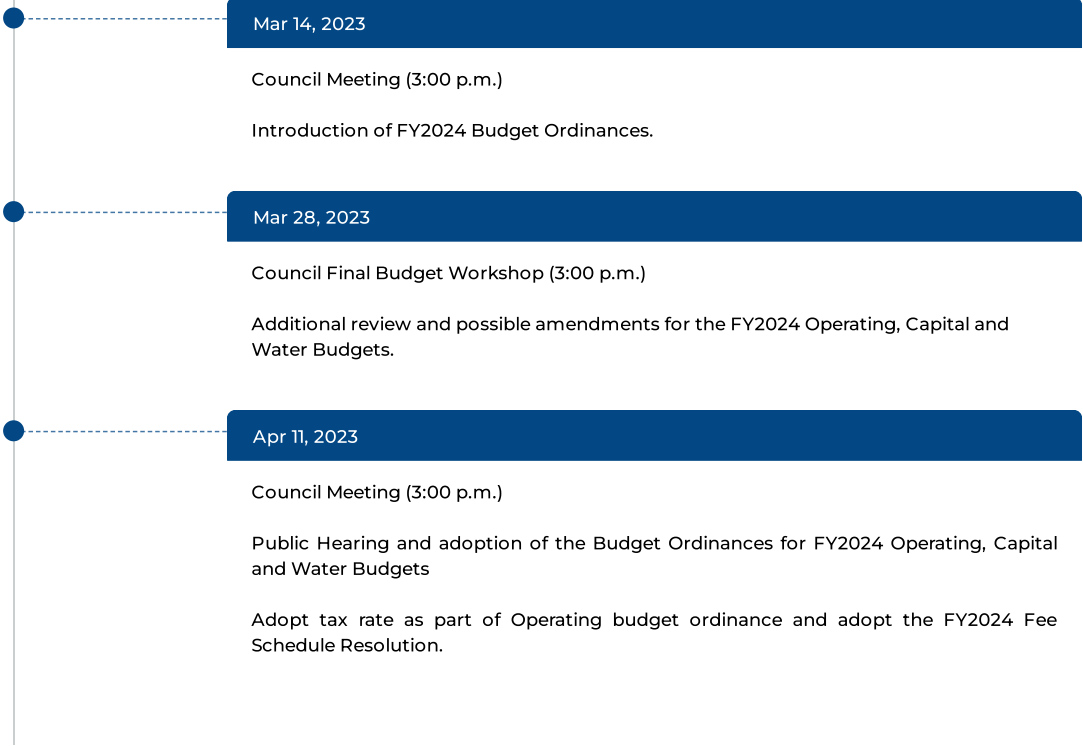 Mar 14, 2023
Council Meeting (3:00 p.m.)
Introduction of FY2024 Budget Ordinances.
Mar 28, 2023
Council Final Budget Workshop (3:00 p.m.)
Additional review and possible amendments for the FY2024 Operating, Capital and
Water Budgets.
Apr 11, 2023
Council Meeting (3:00 p.m.)
Public Hearing and adoption of the Budget Ordinances for FY2024 Operating, Capital
and Water Budgets
Adopt tax rate as part of Operating budget ordinance and adopt the FY2024 Fee
Schedule Resolution.